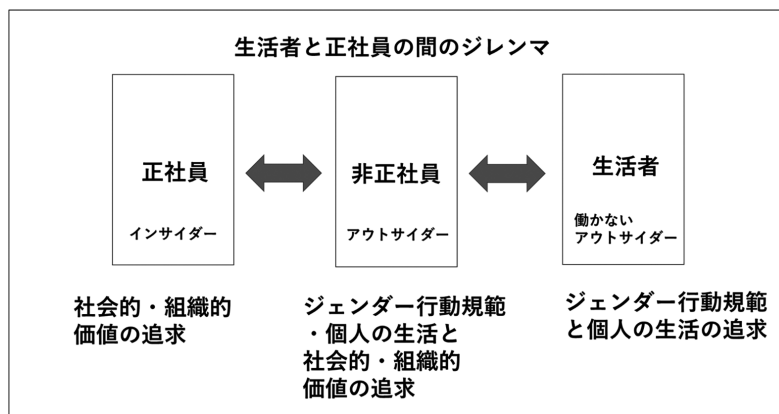 生活者と正社員の間のジレンマ
正社員
インサイダー
社会的・組織的
価値の追求
非正社員
アウトサイダー
ジェンダー行動規範
・個人の生活と
社会的・組織的
価値の追求
生活者
働かない
アウトサイダー
ジェンダー行動規範
と個人の生活の追求